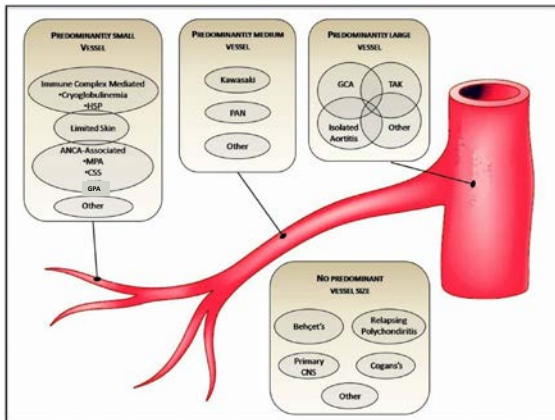 PREDOMINANTLY SMALL
VESSEL
Immune Complex Mediated
•Cryoglobulinemia
•HSP
Limited Skin
ANCA-Associated
•MPA
•CSS
GPA
Other
PREDOMINANTLY MEDIUM
VESSEL
Kawasaki
PAN
Other
PREDOMINANTLY LARGE
VESSEL
GCA
TAK
Isolated
Aortitis
Other
NO PREDOMINANT
VESSEL SIZE
Behçet's
Relapsing
Polychondiritis
Primary
CNS
Cogans's
Other